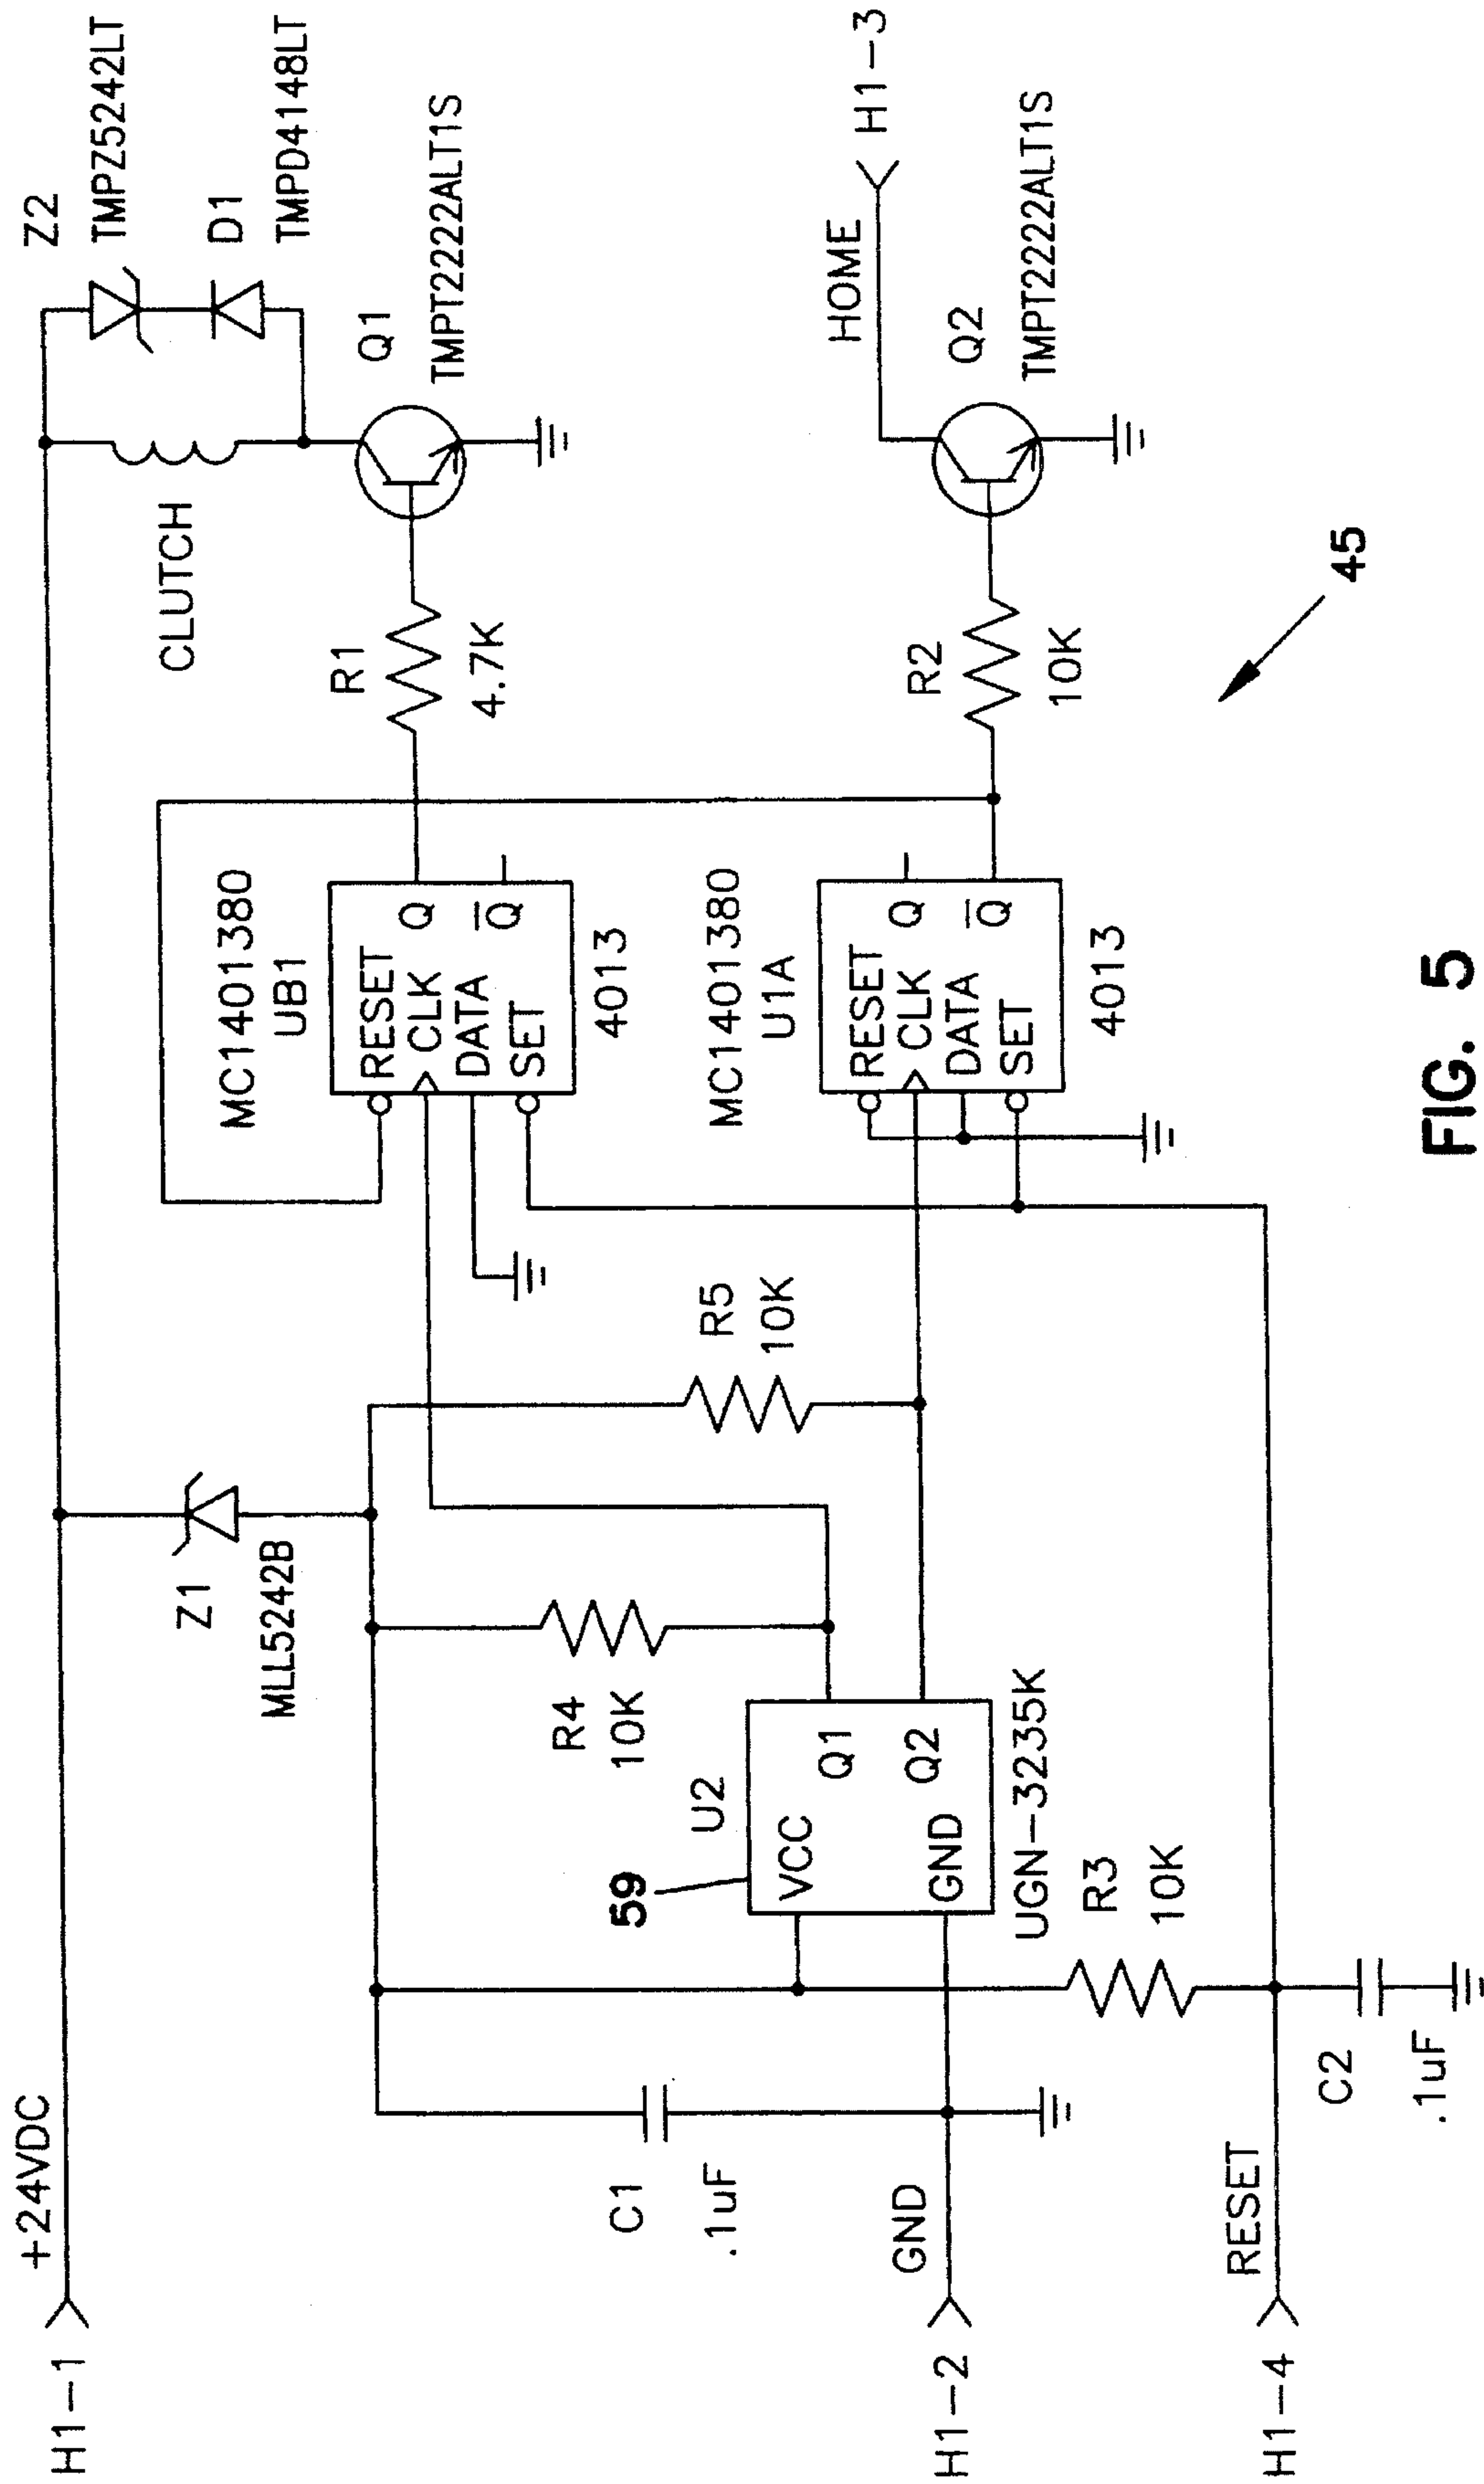 H1-1
+24VDC
Z1
MLL5242B
CLUTCH
Z2
TMPZ5242LT
D1
TMPD4148LT
Q1
TMPT2222ALT1S
R1
4.7K
MC1401380
UB1
RESET
CLK
DATA
SET
Q
Q̅
4013
R4
10K
R5
10K
C1
.1uF
59
U2
VCC
GND
Q1
Q2
UGN-3235K
MC1401380
U1A
RESET
CLK
DATA
SET
Q
Q̅
4013
R2
10K
HOME
H1-3
Q2
TMPT2222ALT1S
H1-2
GND
R3
10K
H1-4
RESET
C2
.1uF
45
FIG. 5